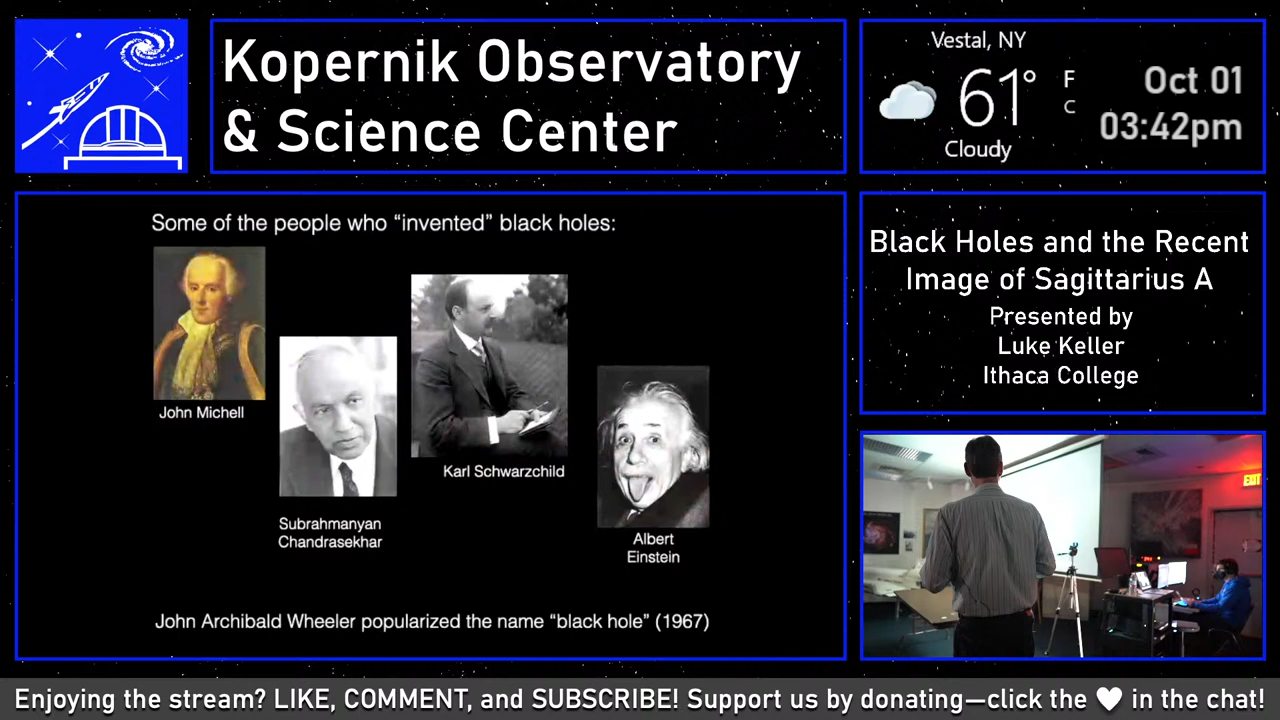 Kopernik Observatory
& Science Center
Vestal, NY
61° F
C
Cloudy
Oct 01
03:42pm
Some of the people who “invented” black holes:
John Michell
Subrahmanyan
Chandrasekhar
Karl Schwarzchild
Albert
Einstein
John Archibald Wheeler popularized the name “black hole” (1967)
Black Holes and the Recent
Image of Sagittarius A
Presented by
Luke Keller
Ithaca College
EXIT
Enjoying the stream? LIKE, COMMENT, and SUBSCRIBE! Support us by donating—click the ♥ in the chat!